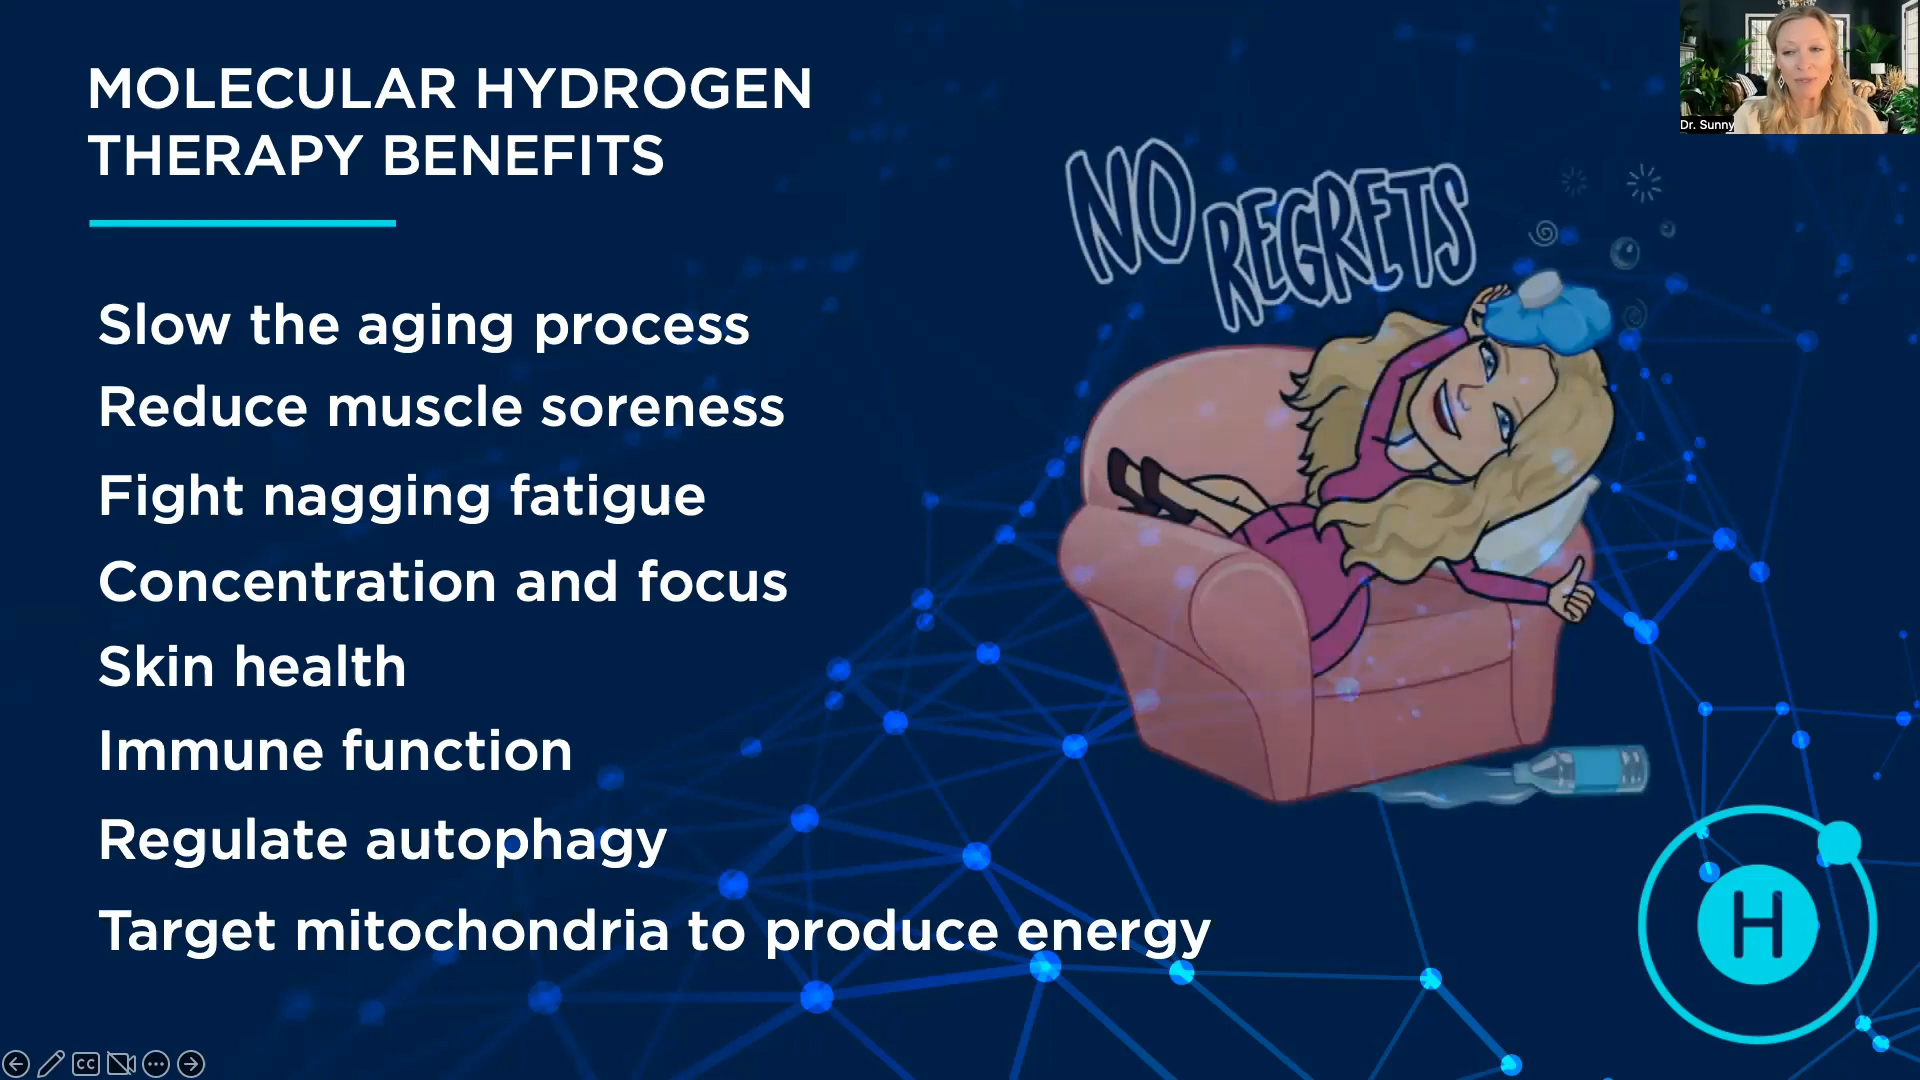 MOLECULAR HYDROGEN
THERAPY BENEFITS
Dr. Sunny
NO
REGRETS
Slow the aging process
Reduce muscle soreness
Fight nagging fatigue
Concentration and focus
Skin health
Immune function
Regulate autophagy
Target mitochondria to produce energy
H
CC